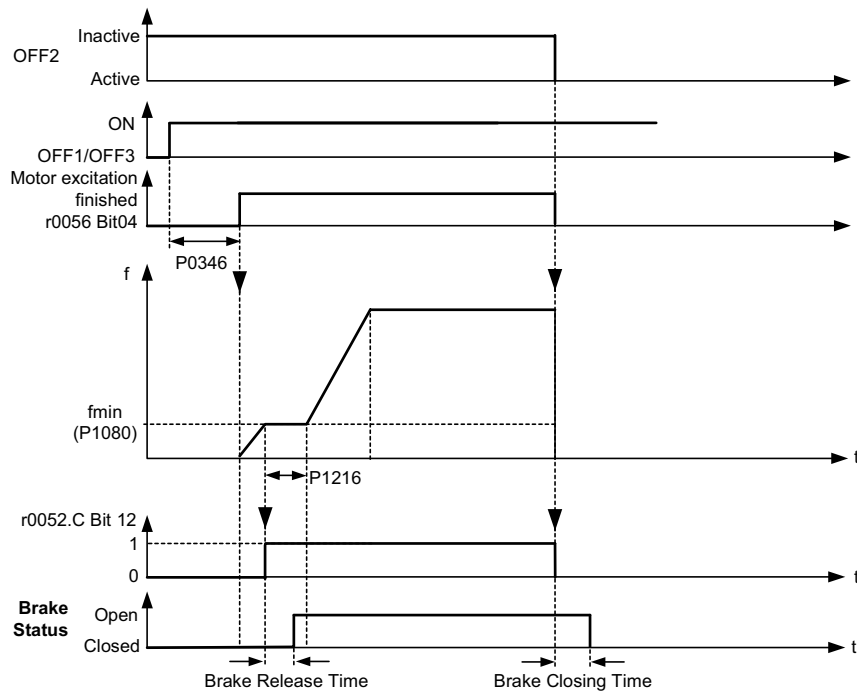 Inactive
OFF2
Active
ON
OFF1/OFF3
Motor excitation
finished
r0056 Bit04
P0346
f
fmin
(P1080)
t
P1216
r0052.C Bit 12
1
0
t
Brake
Status
Open
Closed
t
Brake Release Time
Brake Closing Time